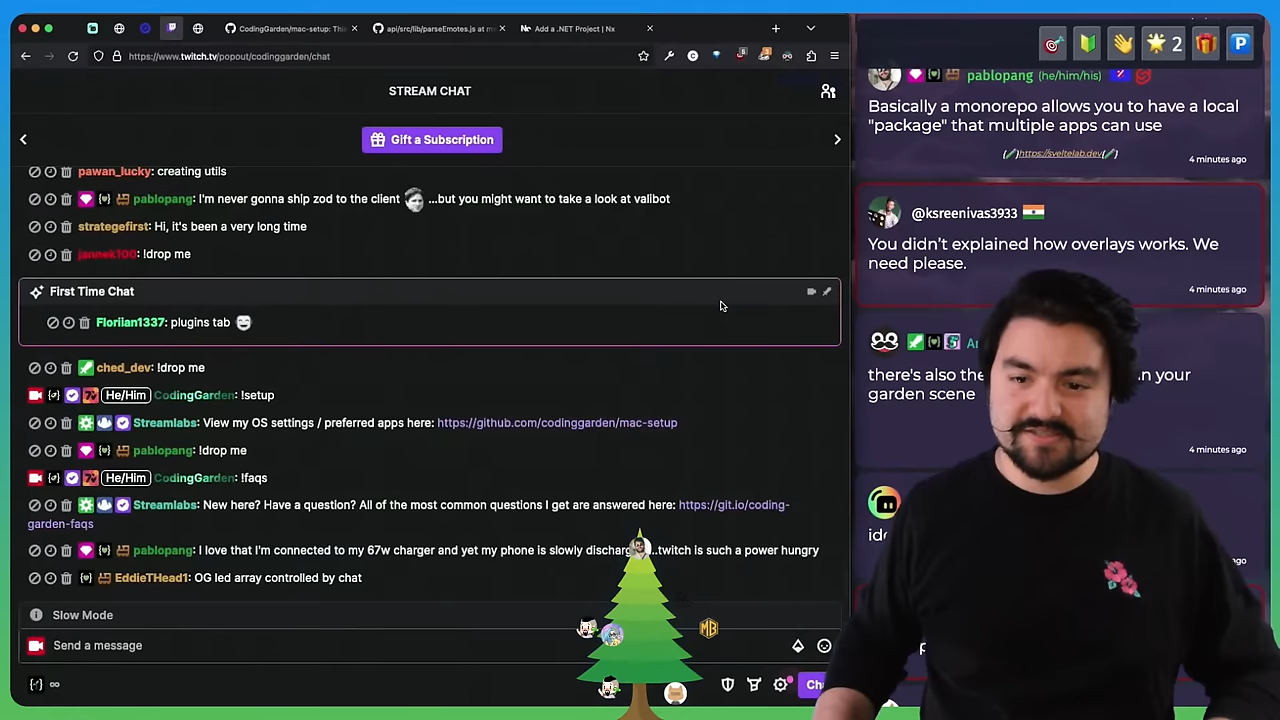 CodingGarden/mac-setup: Thi
api/src/lib/parseEmotes.js at m
Add a .NET Project | Nx
https://www.twitch.tv/popout/codinggarden/chat
STREAM CHAT
Gift a Subscription
pawan_lucky: creating utils
pablopang: I'm never gonna ship zod to the client ...but you might want to take a look at valibot
strategefirst: Hi, it's been a very long time
jannek100: !drop me
First Time Chat
Floriian1337: plugins tab
ched_dev: !drop me
He/Him CodingGarden: !setup
Streamlabs: View my OS settings / preferred apps here: https://github.com/codinggarden/mac-setup
pablopang: !drop me
He/Him CodingGarden: !faqs
Streamlabs: New here? Have a question? All of the most common questions I get are answered here: https://git.io/coding-
garden-faqs
pablopang: I love that I'm connected to my 67w charger and yet my phone is slowly discharg ...twitch is such a power hungry
EddieTHead1: OG led array controlled by chat
Slow Mode
Send a message
Ch
MB
2
P
pablopang (he/him/his)
Basically a monorepo allows you to have a local
"package" that multiple apps can use
https://sveltelab.dev
4 minutes ago
@ksreenivas3933
You didn't explained how overlays works. We
need please.
4 minutes ago
there's also the n your
garden scene
4 minutes ago
ago